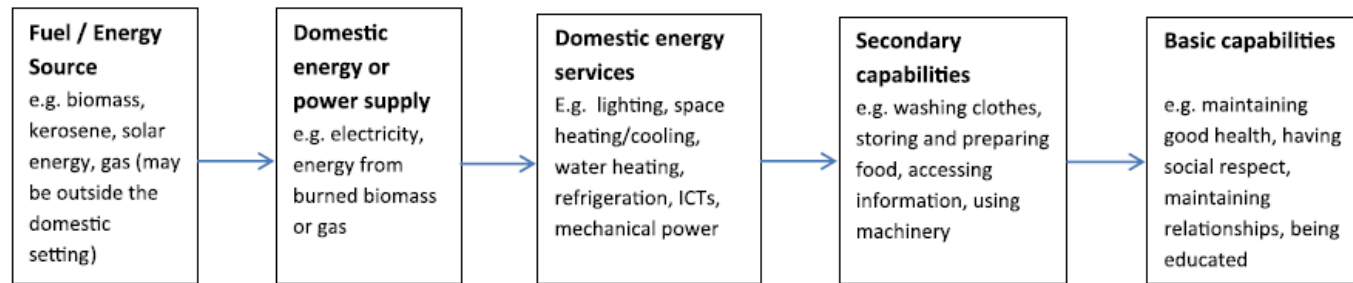 Fuel / Energy
Source
e.g. biomass,
kerosene, solar
energy, gas (may
be outside the
domestic
setting)
Domestic
energy or
power supply
e.g. electricity,
energy from
burned biomass
or gas
Domestic energy
services
E.g. lighting, space
heating/cooling,
water heating,
refrigeration, ICTs,
mechanical power
Secondary
capabilities
e.g. washing clothes,
storing and preparing
food, accessing
information, using
machinery
Basic capabilities
e.g. maintaining
good health, having
social respect,
maintaining
relationships, being
educated